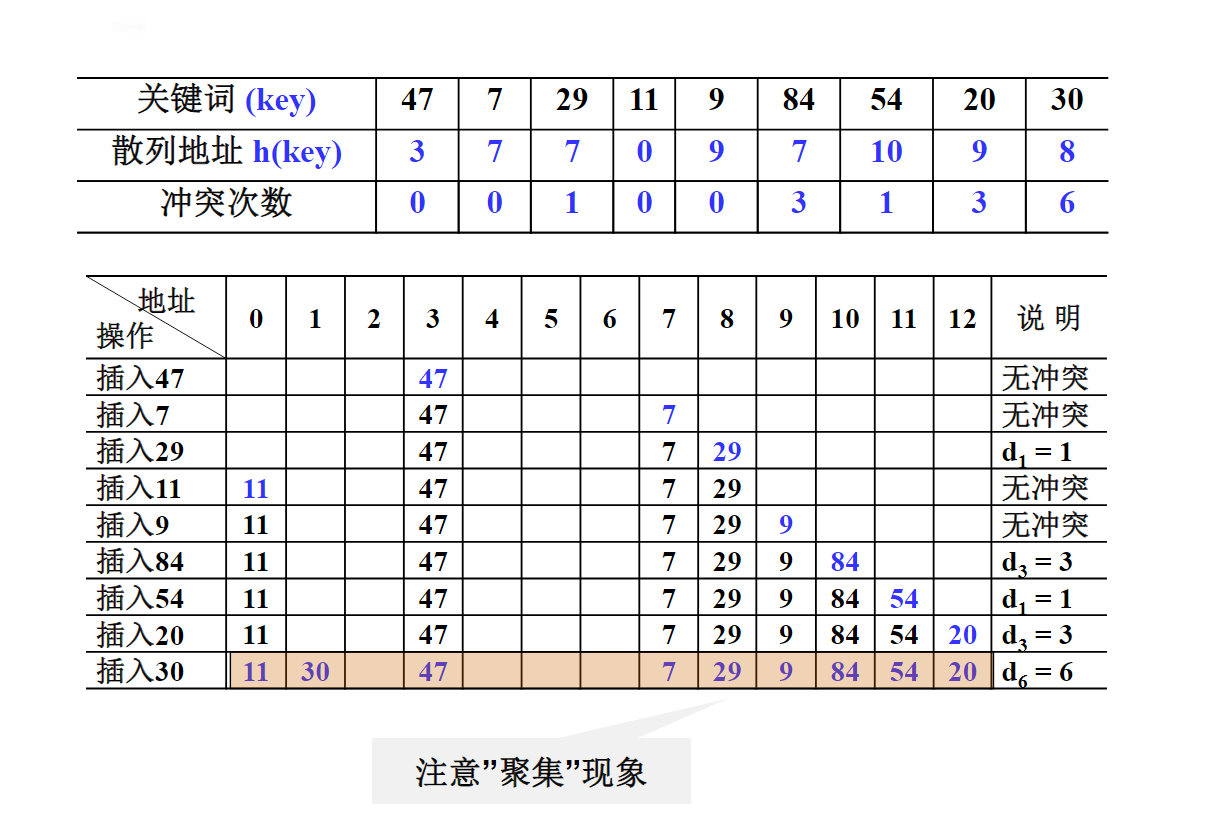 关键词 (key) 47 7 29 11 9 84 54 20 30
散列地址 h(key) 3 7 7 0 9 7 10 9 8
冲突次数 0 0 1 0 0 3 1 3 6
地址
操作
0 1 2 3 4 5 6 7 8 9 10 11 12 说 明
插入47 47 无冲突
插入7 47 7 无冲突
插入29 47 7 29 d1 = 1
插入11 11 47 7 29 无冲突
插入9 11 47 7 29 9 无冲突
插入84 11 47 7 29 9 84 d3 = 3
插入54 11 47 7 29 9 84 54 d1 = 1
插入20 11 47 7 29 9 84 54 20 d3 = 3
插入30 11 30 47 7 29 9 84 54 20 d6 = 6
注意”聚集”现象